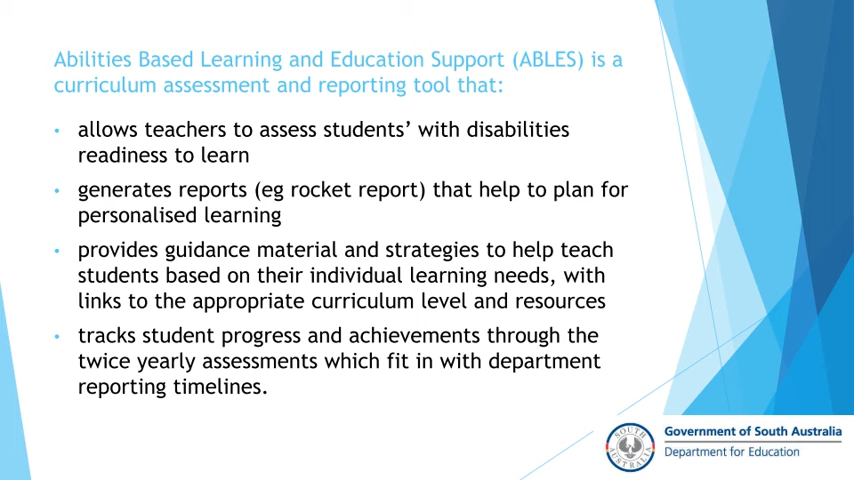 Abilities Based Learning and Education Support (ABLES) is a
curriculum assessment and reporting tool that:
• allows teachers to assess students’ with disabilities
readiness to learn
• generates reports (eg rocket report) that help to plan for
personalised learning
• provides guidance material and strategies to help teach
students based on their individual learning needs, with
links to the appropriate curriculum level and resources
• tracks student progress and achievements through the
twice yearly assessments which fit in with department
reporting timelines.
SOUTH AUSTRALIA
Government of South Australia
Department for Education